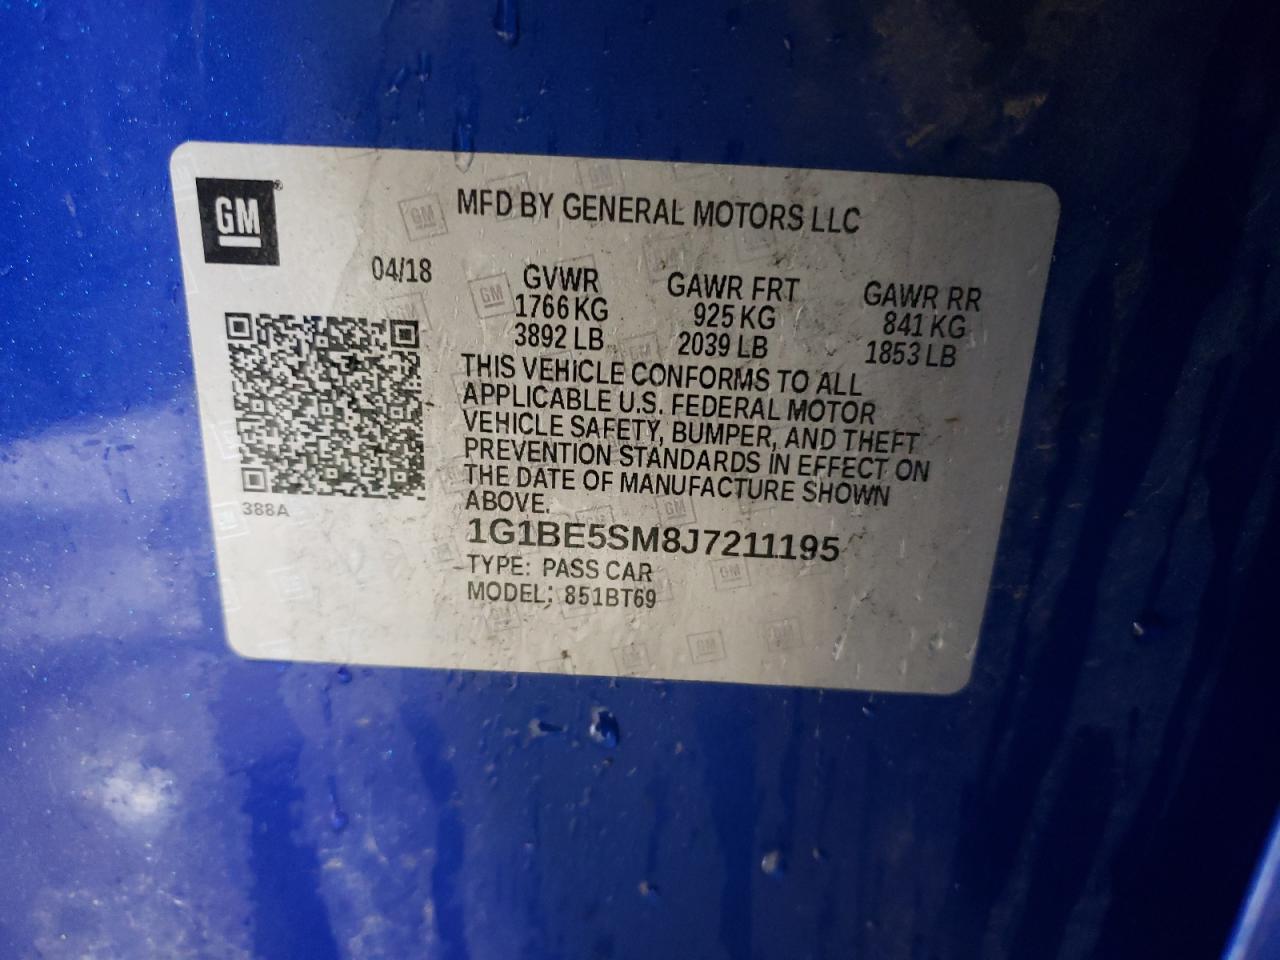 GM
MFD BY GENERAL MOTORS LLC
04/18
GVWR GAWR FRT GAWR RR
1766 KG 925 KG 841 KG
3892 LB 2039 LB 1853 LB
THIS VEHICLE CONFORMS TO ALL
APPLICABLE U.S. FEDERAL MOTOR
VEHICLE SAFETY, BUMPER, AND THEFT
PREVENTION STANDARDS IN EFFECT ON
THE DATE OF MANUFACTURE SHOWN
ABOVE.
388A
1G1BE5SM8J7211195
TYPE: PASS CAR
MODEL: 851BT69